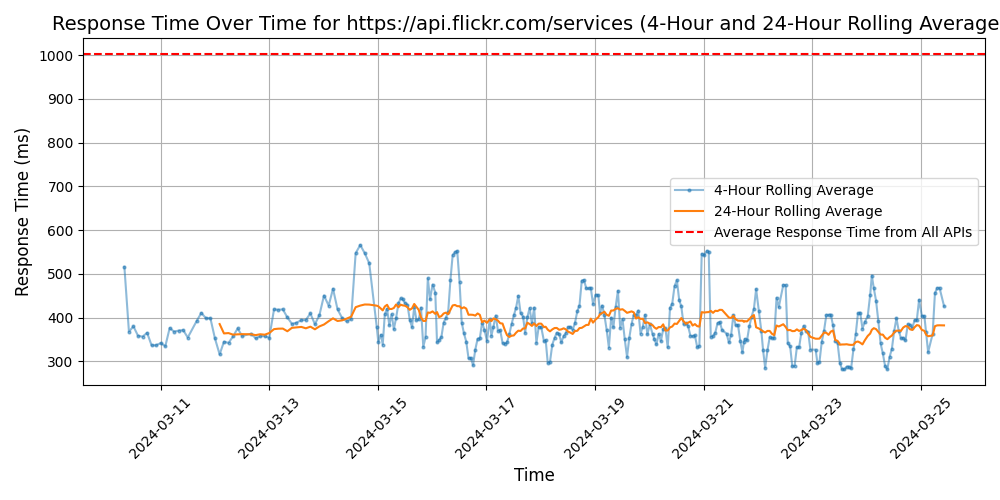 Response Time Over Time for https://api.flickr.com/services (4-Hour and 24-Hour Rolling Average
Response Time (ms)
1000
900
800
700
600
500
400
300
4-Hour Rolling Average
24-Hour Rolling Average
Average Response Time from All APIs
2024-03-11
2024-03-13
2024-03-15
2024-03-17
2024-03-19
2024-03-21
2024-03-23
2024-03-25
Time